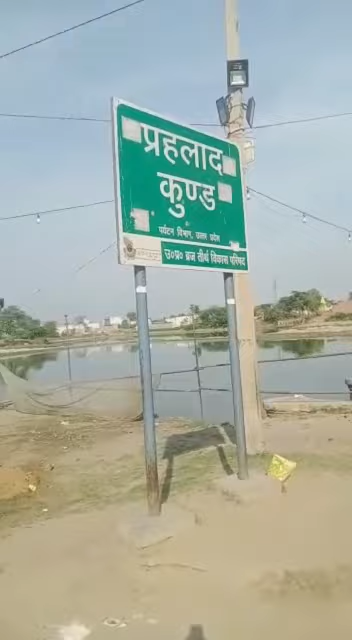 प्रहलाद
कुण्ड
पर्यटन विभाग, उत्तर प्रदेश
उ०प्र० ब्रज तीर्थ विकास परिषद